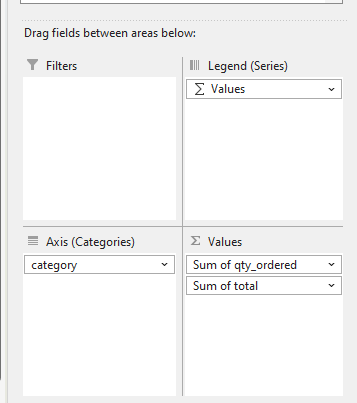 Drag fields between areas below:
Filters
Legend (Series)
Σ Values
Axis (Categories)
Σ Values
category
Sum of qty_ordered
Sum of total